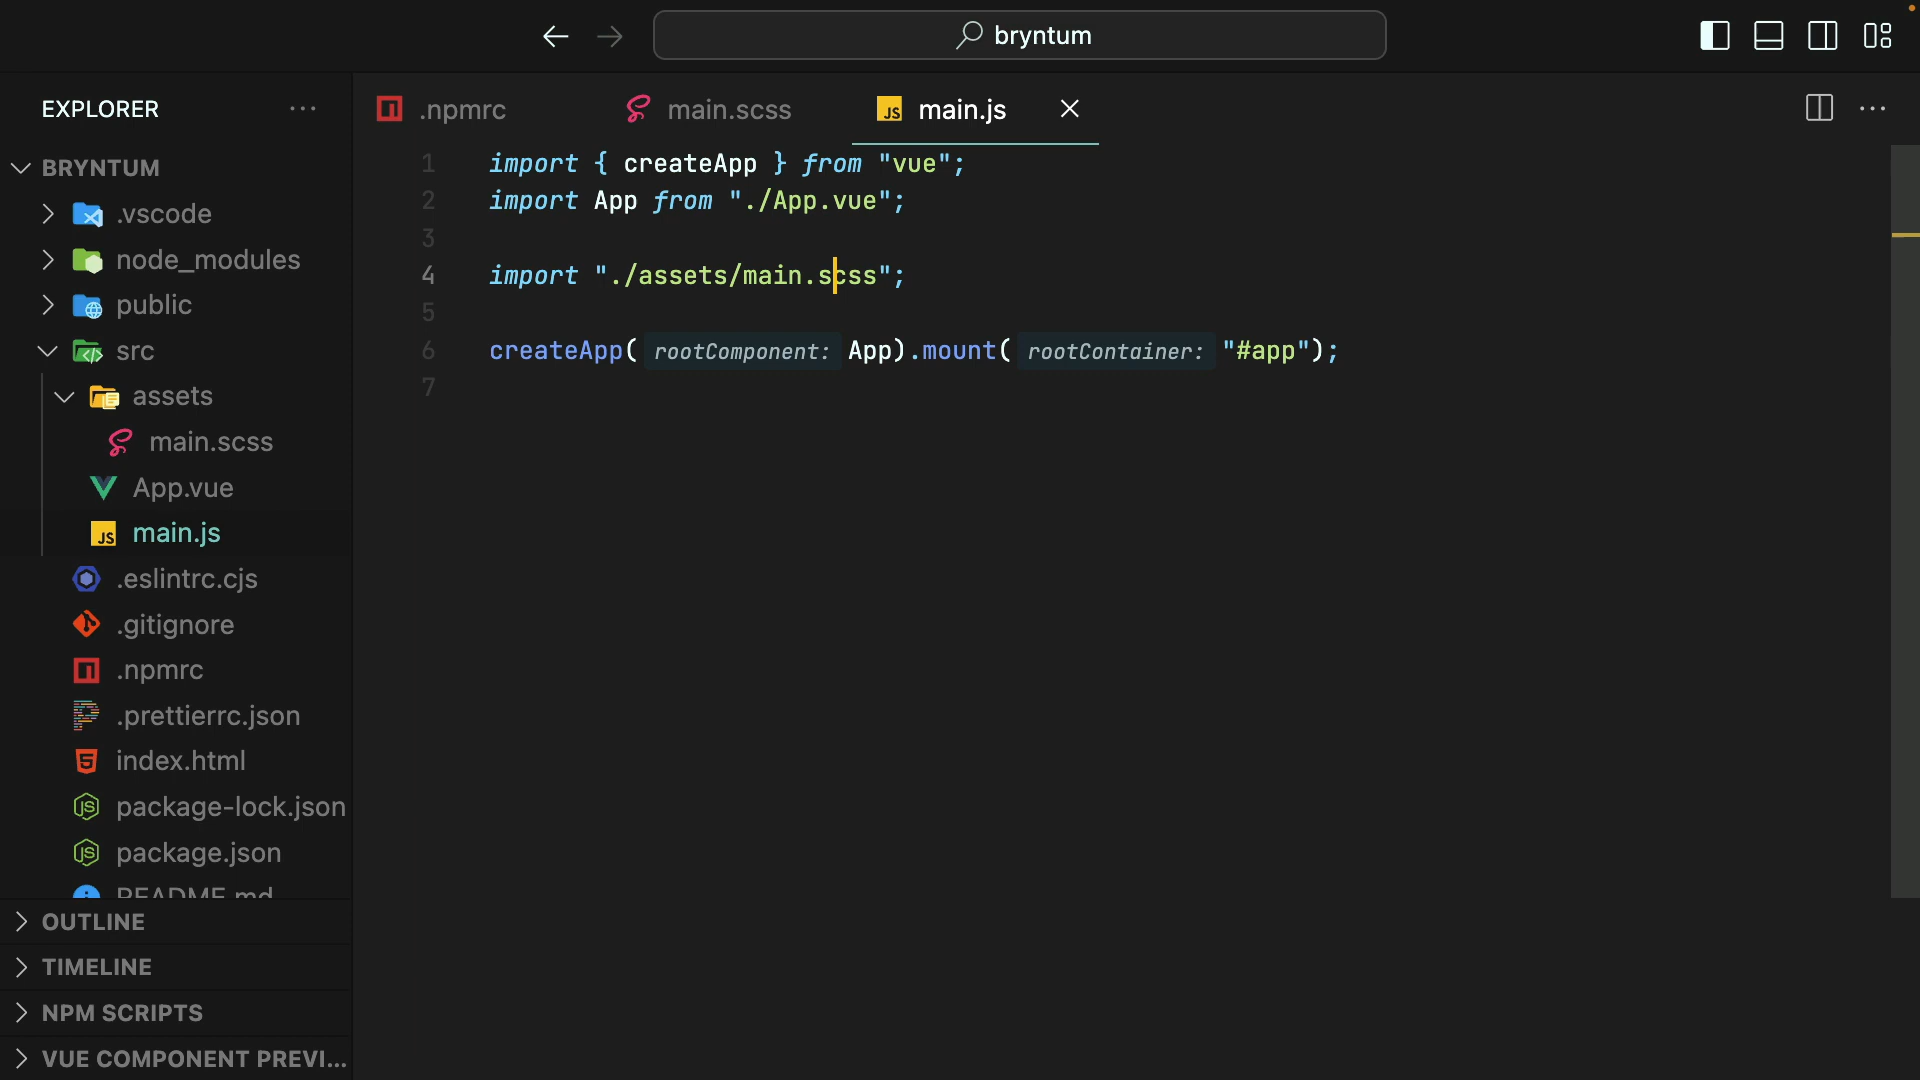 bryntum
EXPLORER
BRYNTUM
.vscode
node_modules
public
src
assets
main.scss
App.vue
main.js
.eslintrc.cjs
.gitignore
.npmrc
.prettierrc.json
index.html
package-lock.json
package.json
README.md
OUTLINE
TIMELINE
NPM SCRIPTS
VUE COMPONENT PREVI...
.npmrc main.scss main.js
1 import { createApp } from "vue";
2 import App from "./App.vue";
3
4 import "./assets/main.scss";
5
6 createApp( rootComponent: App).mount( rootContainer: "#app");
7